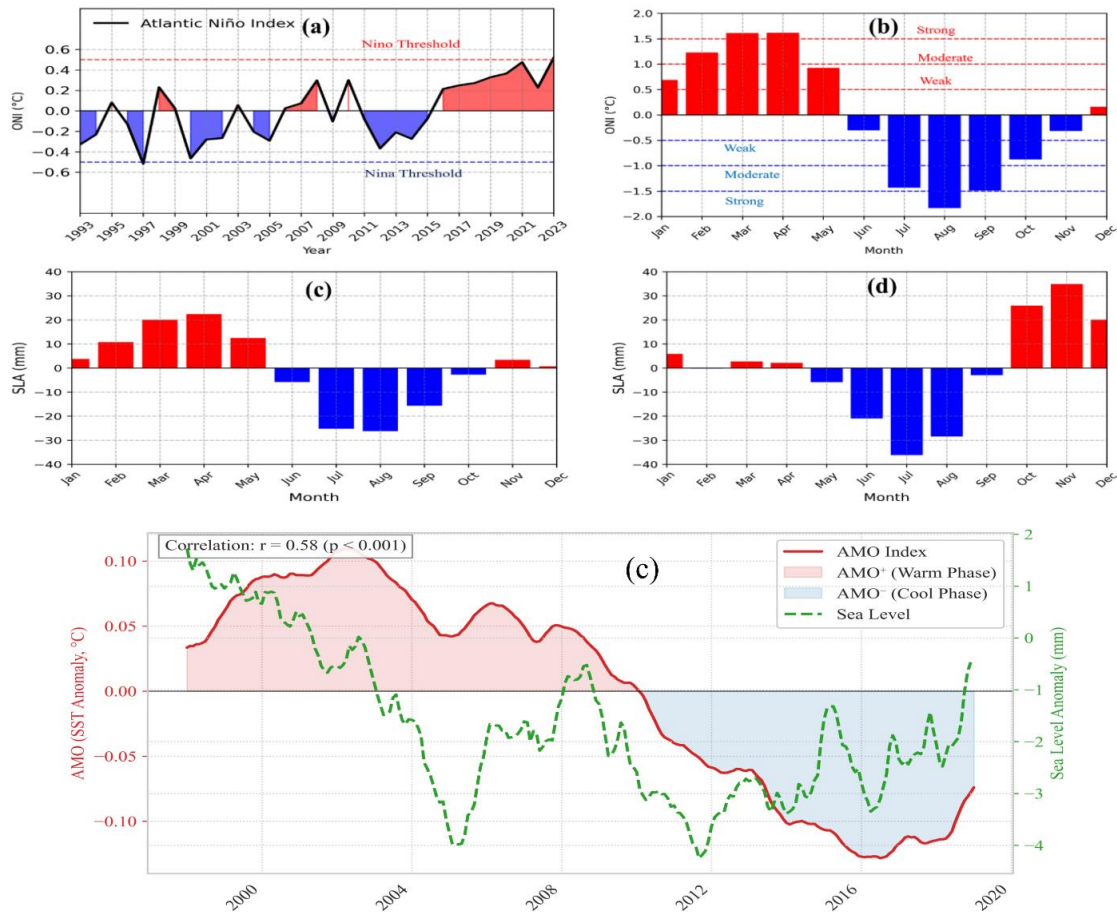 Atlantic Niño Index
(a)
Nino Threshold
Nina Threshold
ONI (°C)
0.6
0.4
0.2
0.0
−0.2
−0.4
−0.6
1993
1995
1997
1999
2001
2003
2005
2007
2009
2011
2013
2015
2017
2019
2021
2023
Year
(b)
Strong
Moderate
Weak
Weak
Moderate
Strong
ONI (°C)
2.0
1.5
1.0
0.5
0.0
−0.5
−1.0
−1.5
−2.0
Jan
Feb
Mar
Apr
May
Jun
Jul
Aug
Sep
Oct
Nov
Dec
Month
(c)
SLA (mm)
40
30
20
10
0
−10
−20
−30
−40
Jan
Feb
Mar
Apr
May
Jun
Jul
Aug
Sep
Oct
Nov
Dec
Month
(d)
SLA (mm)
40
30
20
10
0
−10
−20
−30
−40
Jan
Feb
Mar
Apr
May
Jun
Jul
Aug
Sep
Oct
Nov
Dec
Month
Correlation: r = 0.58 (p < 0.001)
(c)
AMO Index
AMO⁺ (Warm Phase)
AMO⁻ (Cool Phase)
Sea Level
AMO (SST Anomaly, °C)
0.10
0.05
0.00
−0.05
−0.10
Sea Level Anomaly (mm)
2
1
0
−1
−2
−3
−4
2000
2004
2008
2012
2016
2020